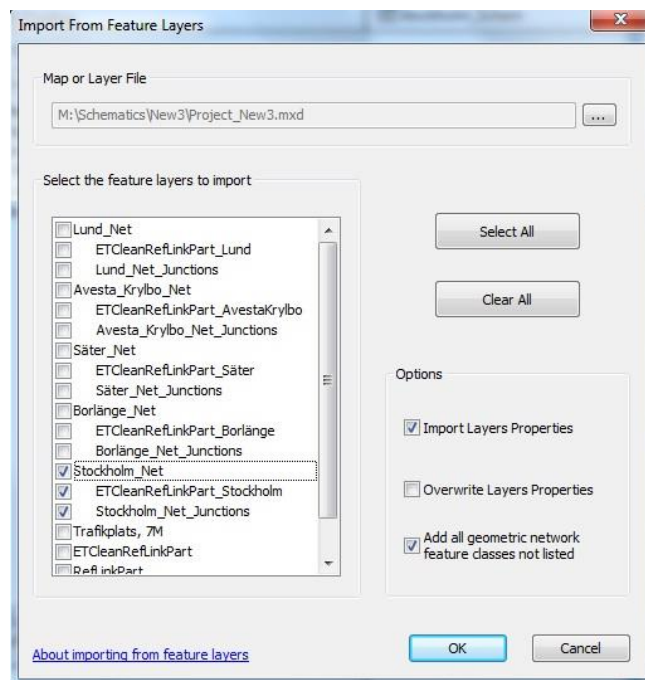 Import From Feature Layers
Map or Layer File
M:\Schematics\New3\Project_New3.mxd
...
Select the feature layers to import
Lund_Net
ETCleanRefLinkPart_Lund
Lund_Net_Junctions
Avesta_Krylbo_Net
ETCleanRefLinkPart_AvestaKrylbo
Avesta_Krylbo_Net_Junctions
Säter_Net
ETCleanRefLinkPart_Säter
Säter_Net_Junctions
Borlänge_Net
ETCleanRefLinkPart_Borlänge
Borlänge_Net_Junctions
Stockholm_Net
ETCleanRefLinkPart_Stockholm
Stockholm_Net_Junctions
Trafikplats, 7M
ETCleanRefLinkPart
RefLinkPart
Select All
Clear All
Options
Import Layers Properties
Overwrite Layers Properties
Add all geometric network
feature classes not listed
About importing from feature layers
OK
Cancel